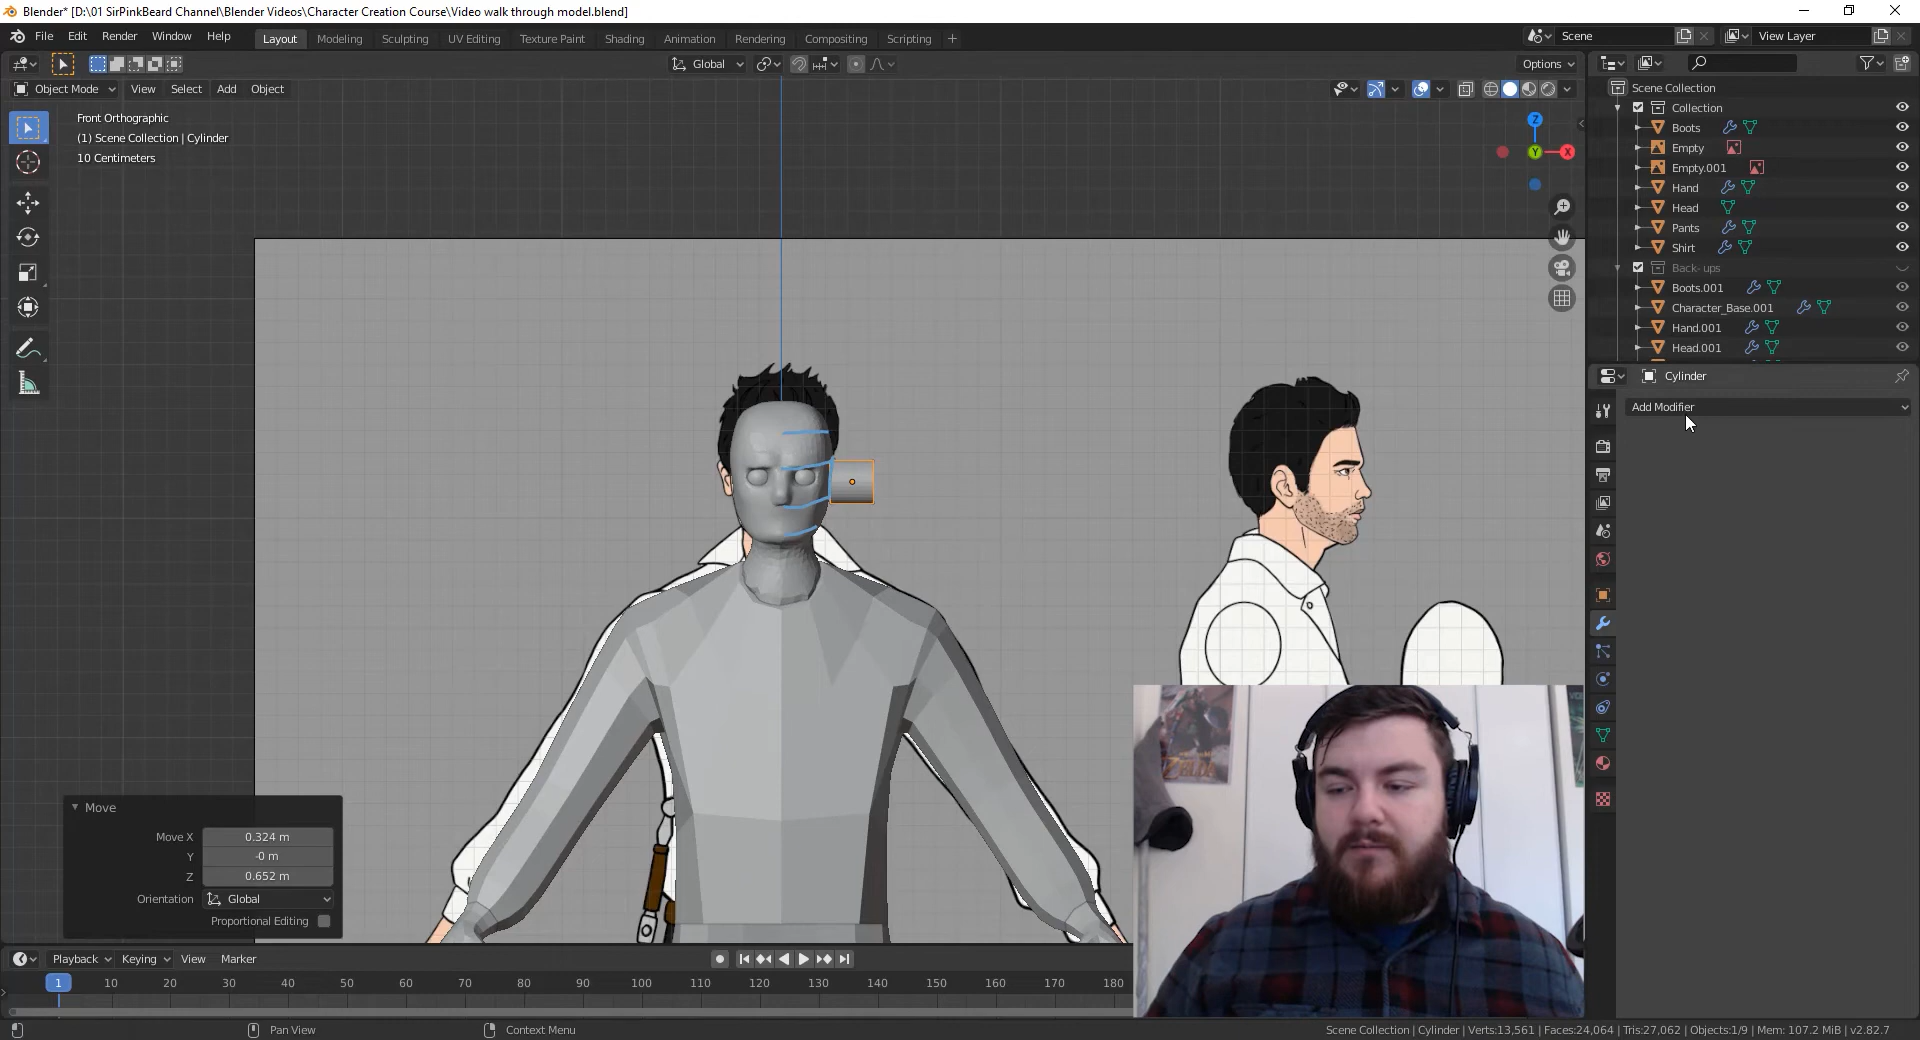 Blender* [D:\01 SirPinkBeard Channel\Blender Videos\Character Creation Course\Video walk through model.blend]
File Edit Render Window Help Layout Modeling Sculpting UV Editing Texture Paint Shading Animation Rendering Compositing Scripting + Scene View Layer
Global Options
Object Mode View Select Add Object
Front Orthographic
(1) Scene Collection | Cylinder
10 Centimeters
Z
Y
X
Scene Collection
Collection
Boots
Empty
Empty.001
Hand
Head
Pants
Shirt
Back- ups
Boots.001
Character_Base.001
Hand.001
Head.001
Cylinder
Add Modifier
ZELDA
Move
Move X 0.324 m
Y -0 m
Z 0.652 m
Orientation Global
Proportional Editing
Playback Keying View Marker
1 10 20 30 40 50 60 70 80 90 100 110 120 130 140 150 160 170 180
Pan View Context Menu Scene Collection | Cylinder | Verts:13,561 | Faces:24,064 | Tris:27,062 | Objects:1/9 | Mem: 107.2 MiB | v2.82.7